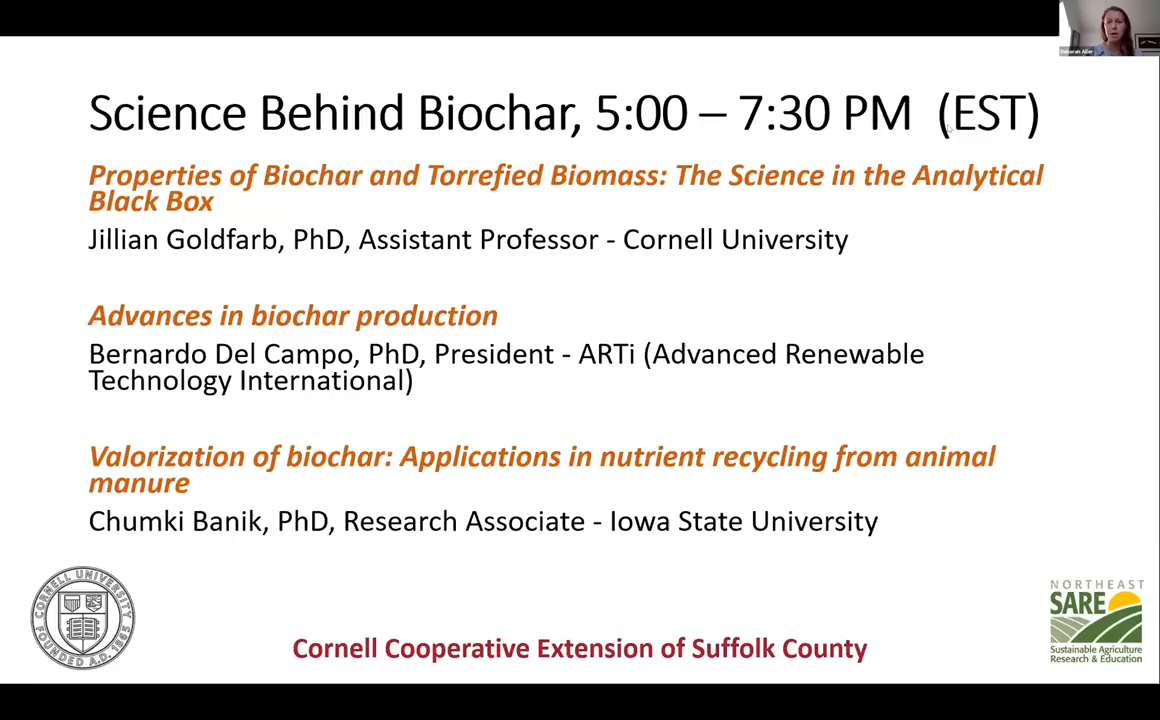 Deborah Aller
Science Behind Biochar, 5:00 – 7:30 PM (EST)
Properties of Biochar and Torrefied Biomass: The Science in the Analytical
Black Box
Jillian Goldfarb, PhD, Assistant Professor - Cornell University
Advances in biochar production
Bernardo Del Campo, PhD, President - ARTi (Advanced Renewable
Technology International)
Valorization of biochar: Applications in nutrient recycling from animal
manure
Chumki Banik, PhD, Research Associate - Iowa State University
CORNELL UNIVERSITY
FOUNDED A.D. 1865
Cornell Cooperative Extension of Suffolk County
NORTHEAST
SARE
Sustainable Agriculture
Research & Education